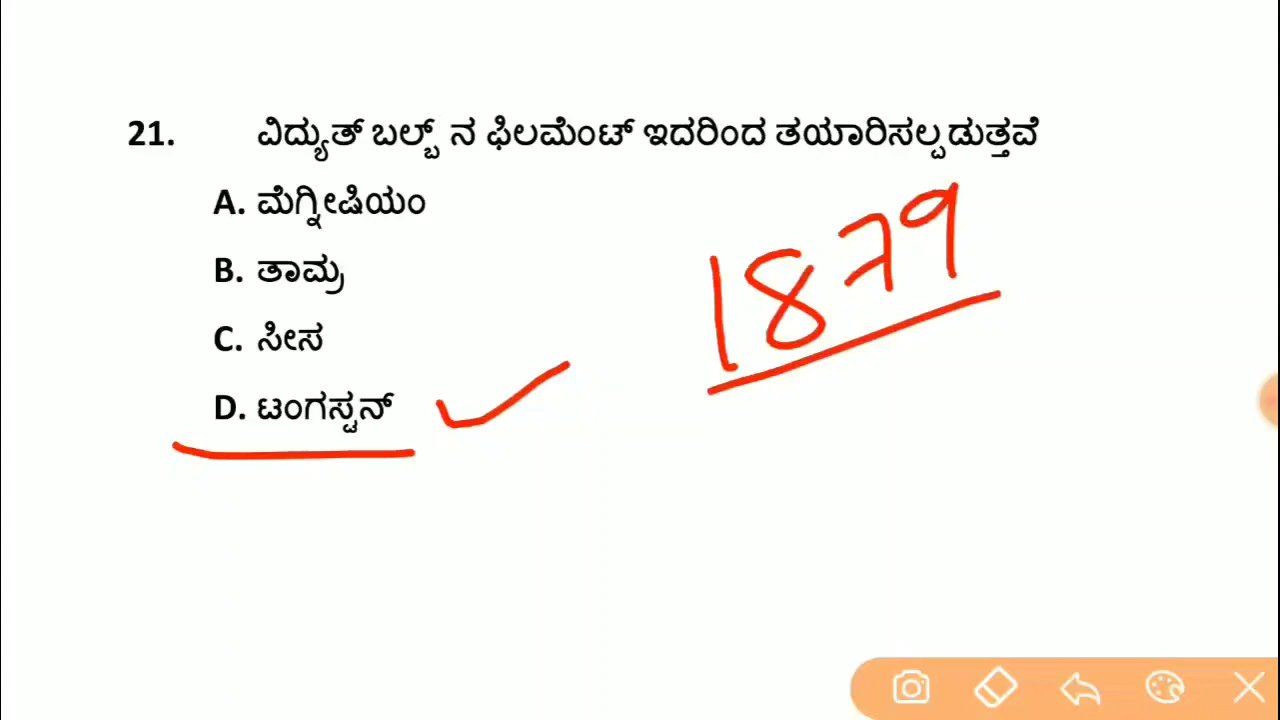 21. ವಿದ್ಯುತ್ ಬಲ್ಬ್ ನ ಫಿಲಮೆಂಟ್ ಇದರಿಂದ ತಯಾರಿಸಲ್ಪಡುತ್ತವೆ
A. ಮೆಗ್ನೀಷಿಯಂ
1879
B. ತಾಮ್ರ
C. ಸೀಸ
D. ಟಂಗಸ್ಟನ್